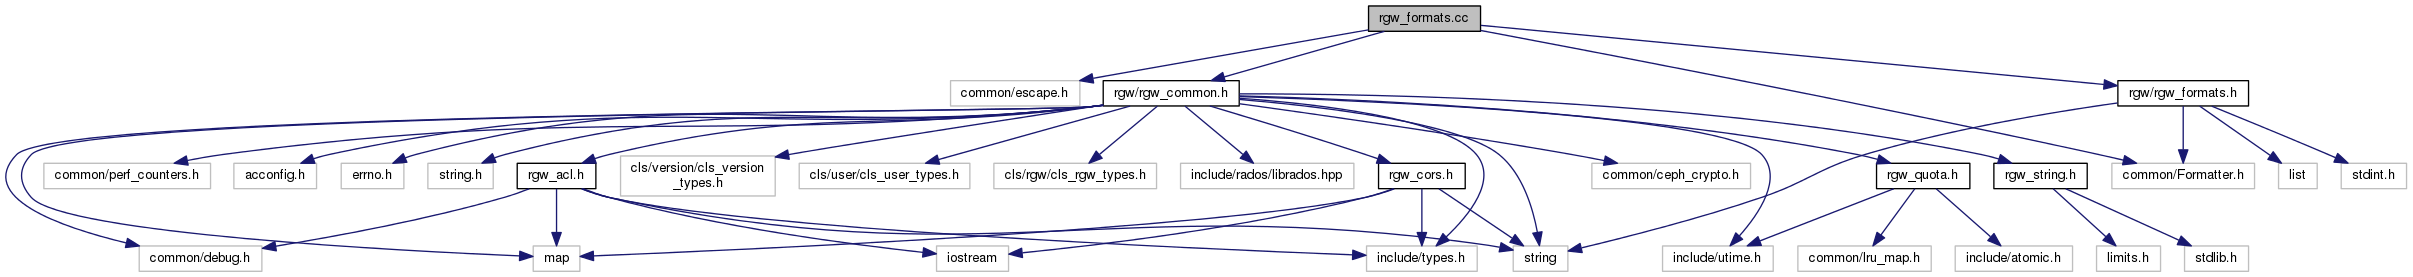 rgw_formats.cc
common/escape.h
rgw/rgw_common.h
rgw/rgw_formats.h
common/perf_counters.h
acconfig.h
errno.h
string.h
rgw_acl.h
cls/version/cls_version
_types.h
cls/user/cls_user_types.h
cls/rgw/cls_rgw_types.h
include/rados/librados.hpp
rgw_cors.h
common/ceph_crypto.h
rgw_quota.h
rgw_string.h
common/Formatter.h
list
stdint.h
common/debug.h
map
iostream
include/types.h
string
include/utime.h
common/lru_map.h
include/atomic.h
limits.h
stdlib.h